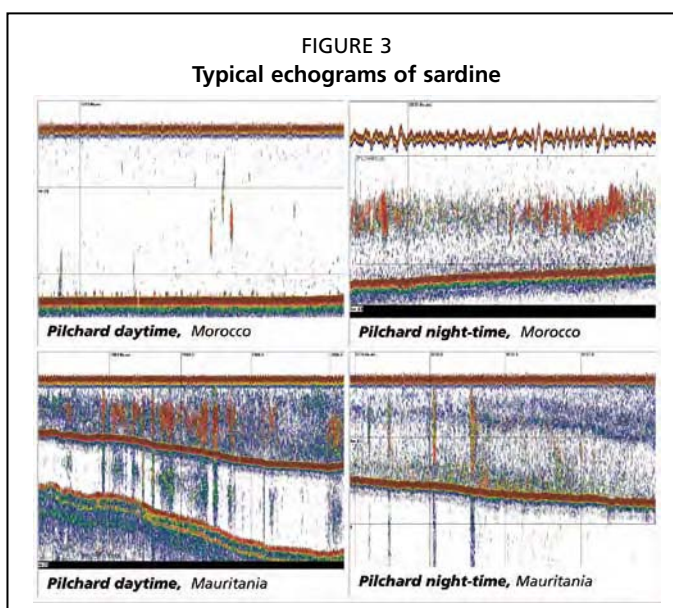 FIGURE 3
Typical echograms of sardine
Pilchard daytime, Morocco
Pilchard night-time, Morocco
Pilchard daytime, Mauritania
Pilchard night-time, Mauritania